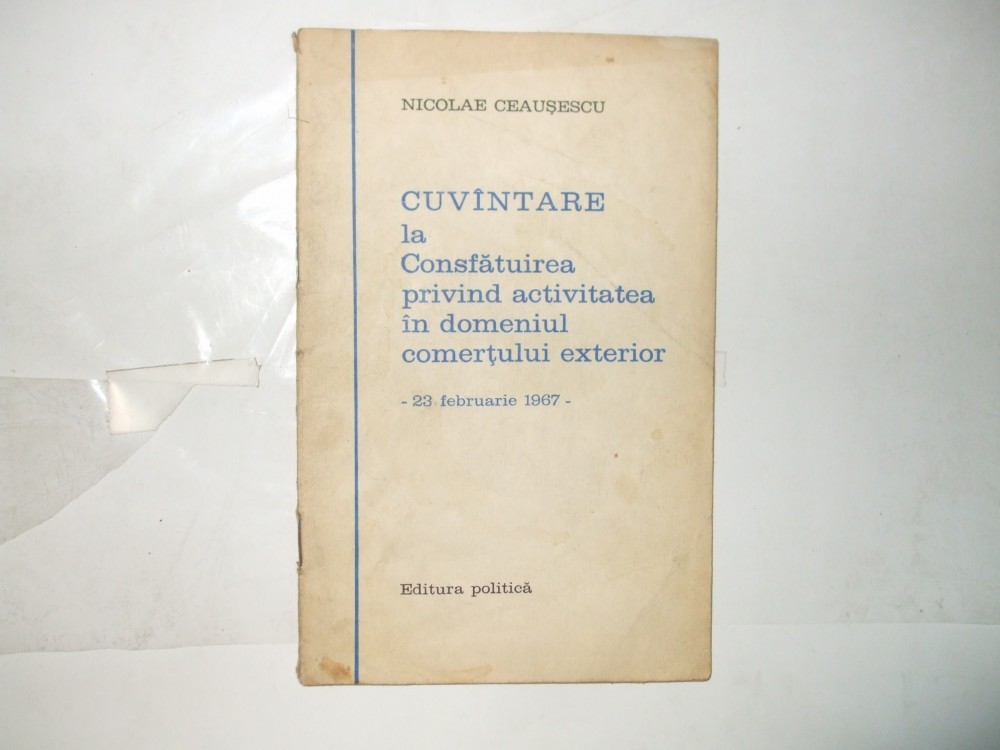 NICOLAE CEAUȘESCU
CUVÎNTARE
la
Consfătuirea
privind activitatea
în domeniul
comerțului exterior
- 23 februarie 1967 -
Editura politică